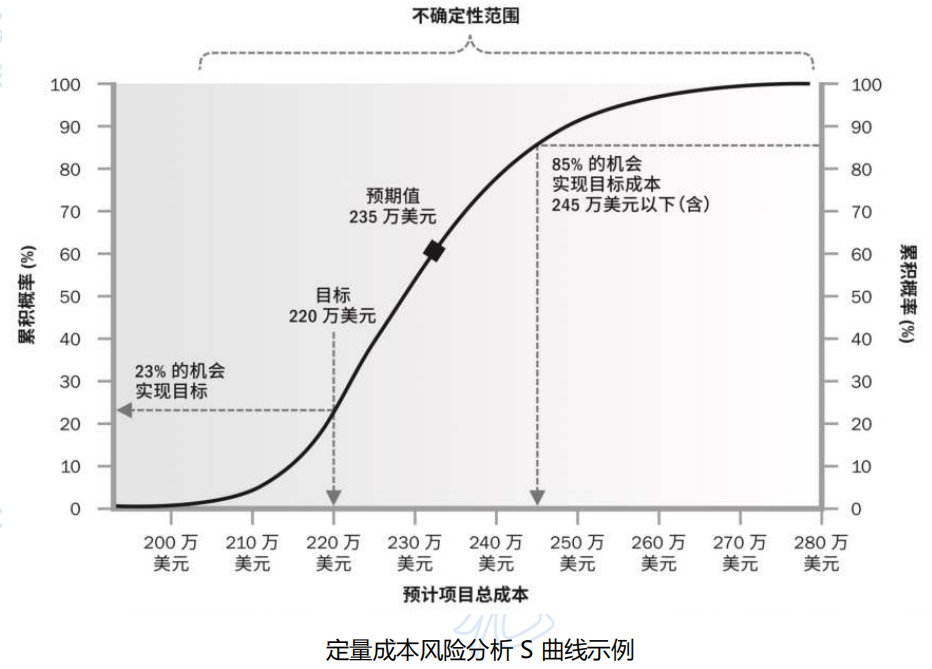 不确定性范围
100
90
80
70
60
50
40
30
20
10
0
累积概率 (%)
100
90
80
70
60
50
40
30
20
10
0
累积概率 (%)
85% 的机会
实现目标成本
245 万美元以下(含)
预期值
235 万美元
目标
220 万美元
23% 的机会
实现目标
200 万
美元
210 万
美元
220 万
美元
230 万
美元
240 万
美元
250 万
美元
260 万
美元
270 万
美元
280 万
美元
预计项目总成本
定量成本风险分析 S 曲线示例